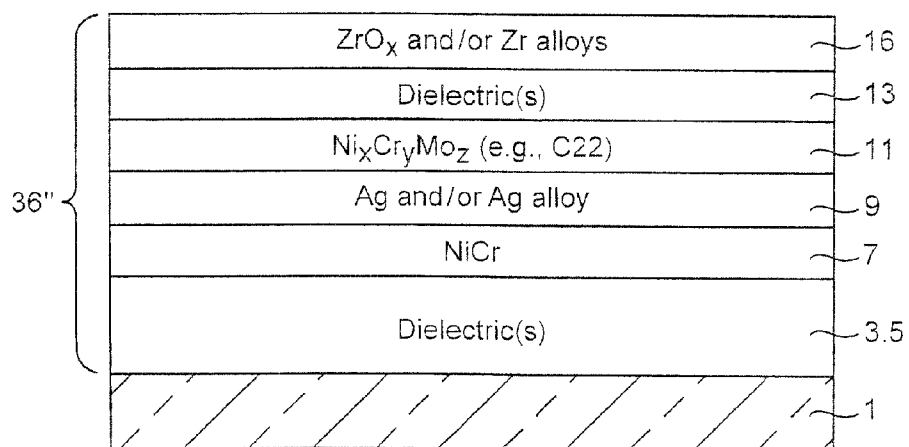 ZrOx and/or Zr alloys 16
Dielectric(s) 13
NixCryMoz (e.g., C22) 11
36" Ag and/or Ag alloy 9
NiCr 7
Dielectric(s) 3.5
1